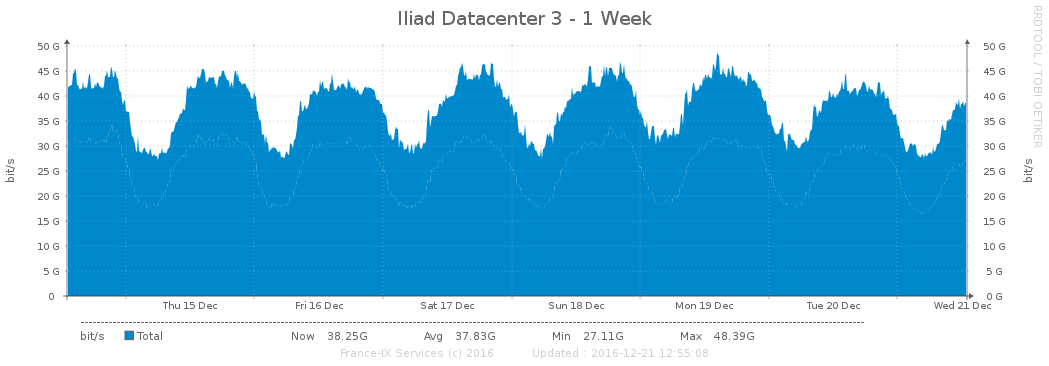 Iliad Datacenter 3 - 1 Week
RRDTOOL / TOBI OETIKER
50 G 50 G
45 G 45 G
40 G 40 G
35 G 35 G
30 G 30 G
25 G 25 G
20 G 20 G
15 G 15 G
10 G 10 G
5 G 5 G
0 0 G
bit/s bit/s
Thu 15 Dec Fri 16 Dec Sat 17 Dec Sun 18 Dec Mon 19 Dec Tue 20 Dec Wed 21 Dec
bit/s Total Now 38.25G Avg 37.83G Min 27.11G Max 48.39G
France-IX Services (c) 2016 Updated : 2016-12-21 12:55:08